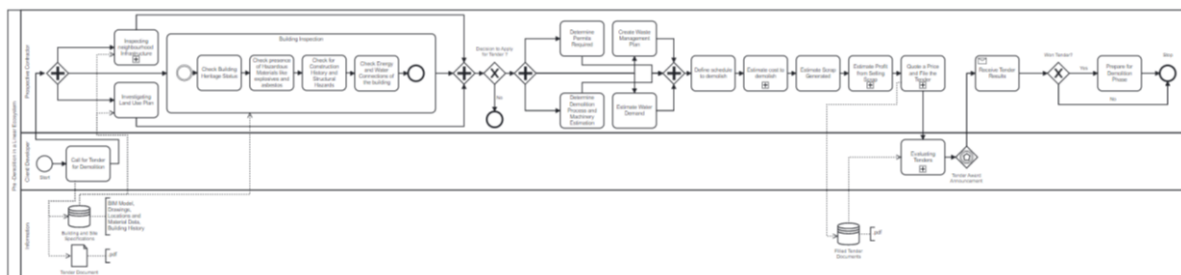 Pre-Demolition in a Linear Ecosystem
Prospective Contractor
Inspecting
neighbourhood
Infrastructure
Investigating
Land Use Plan
Building Inspection
Check Building
Heritage Status
Check presence
of Hazardous
Materials like
explosives and
asbestos
Check for
Construction
History and
Structural
Hazards
Check Energy
and Water
Connections of
the building
Decision to Apply
for Tender ?
No
Determine
Permits
Required
Create Waste
Management
Plan
Determine
Demolition
Process and
Machinery
Estimation
Estimate Water
Demand
Define schedule
to demolish
Estimate cost to
demolish
Estimate Scrap
Generated
Estimate Profit
from Selling
Scrap
Quote a Price
and File the
Tender
Receive Tender
Results
Won Tender?
Yes
No
Prepare for
Demolition
Phase
Stop
Client/ Developer
Start
Call for Tender
for Demolition
Evaluating
Tenders
Tender Award
Announcement
Information
BIM Model,
Drawings,
Locations and
Material Data,
Building History
Building and Site
Specifications
.pdf
Tender Document
.pdf
Filled Tender
Documents